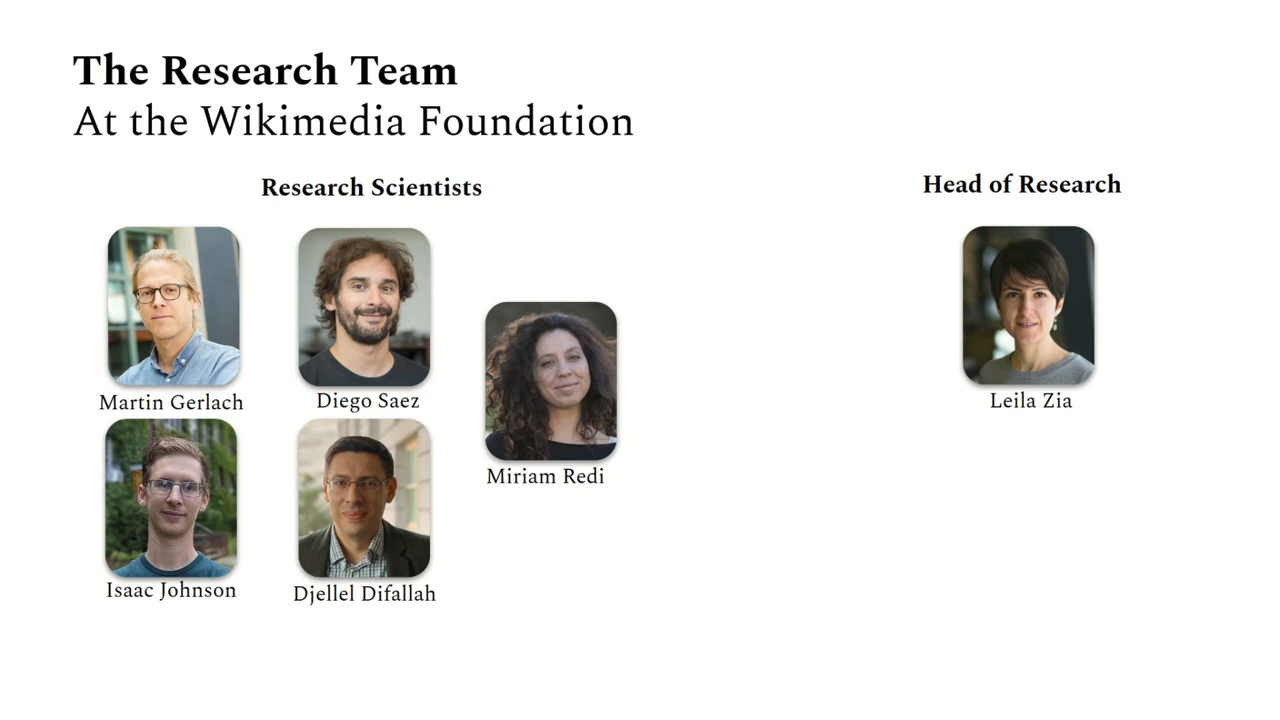 The Research Team
At the Wikimedia Foundation
Research Scientists
Head of Research
Martin Gerlach
Diego Saez
Miriam Redi
Leila Zia
Isaac Johnson
Djellel Difallah